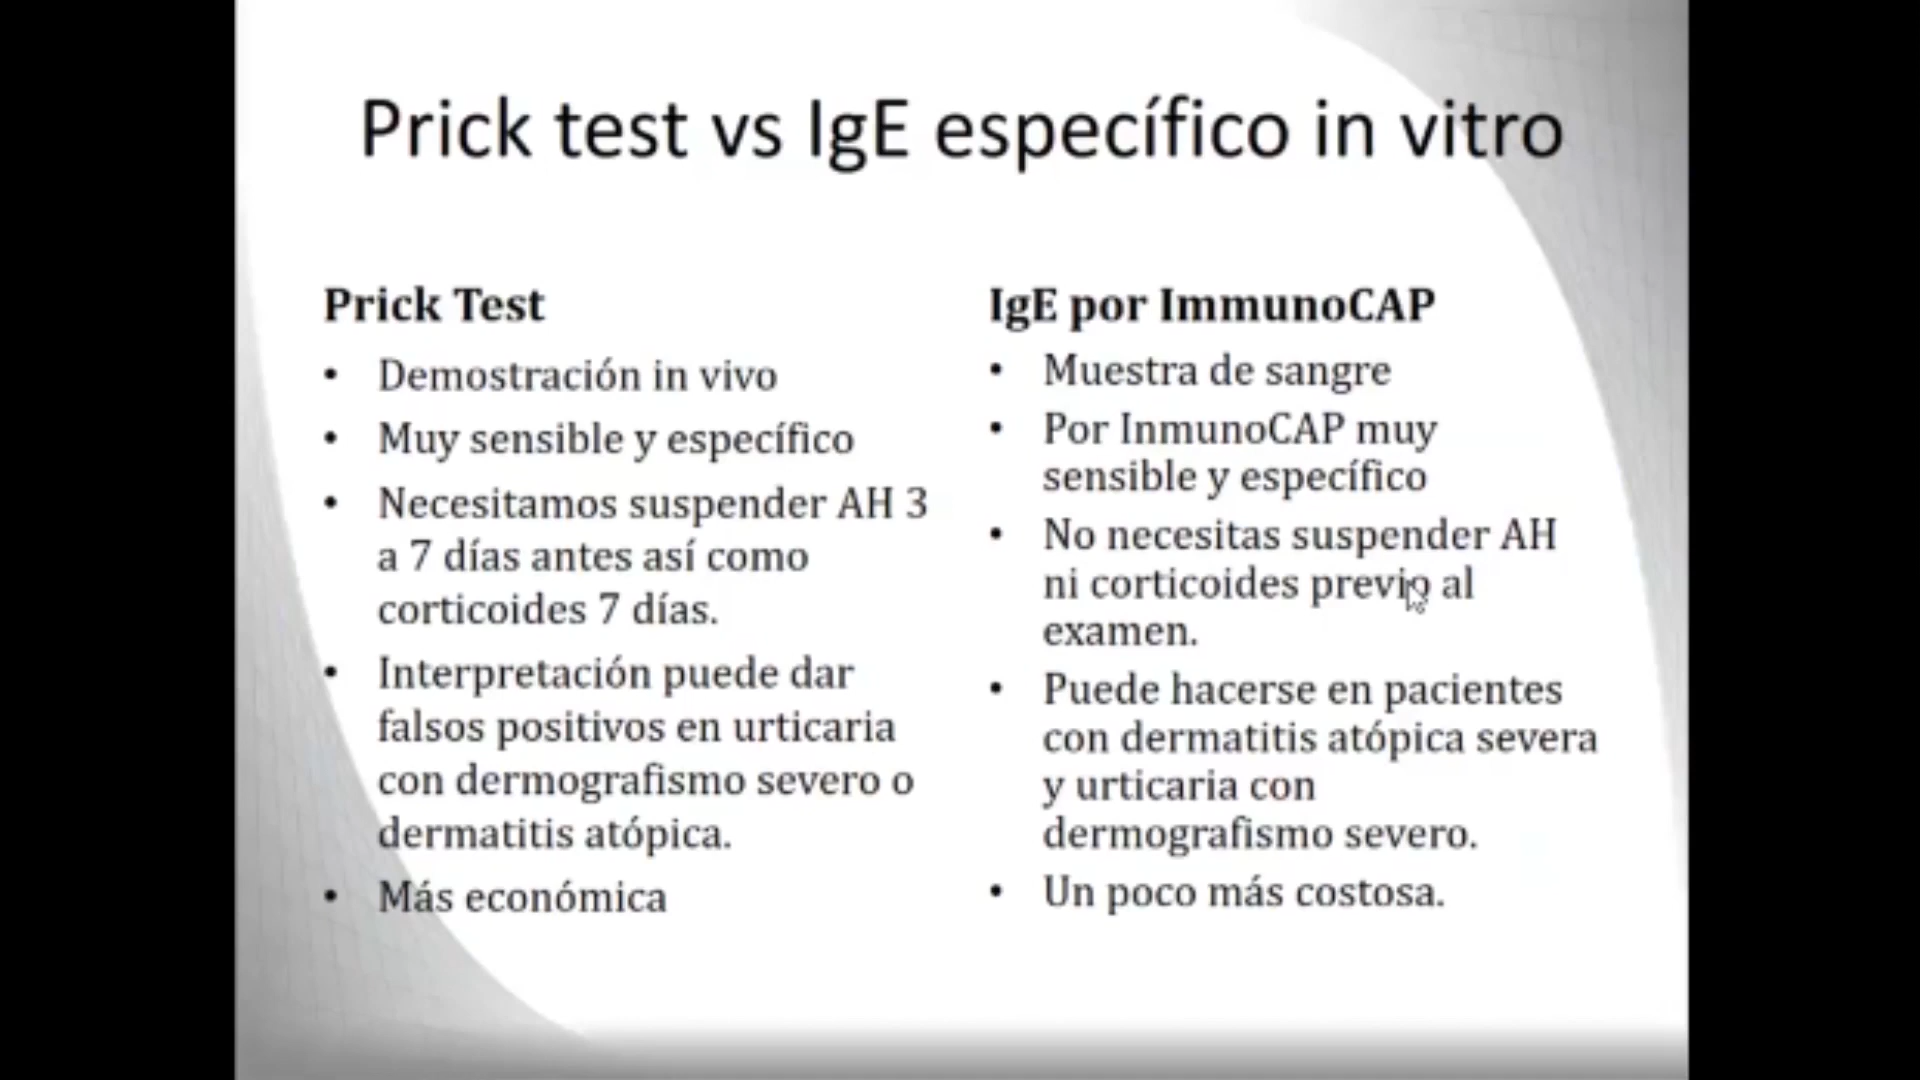 Prick test vs IgE específico in vitro
Prick Test
• Demostración in vivo
• Muy sensible y específico
• Necesitamos suspender AH 3
a 7 días antes así como
corticoides 7 días.
• Interpretación puede dar
falsos positivos en urticaria
con dermografismo severo o
dermatitis atópica.
• Más económica
IgE por ImmunoCAP
• Muestra de sangre
• Por InmunoCAP muy
sensible y específico
• No necesitas suspender AH
ni corticoides previo al
examen.
• Puede hacerse en pacientes
con dermatitis atópica severa
y urticaria con
dermografismo severo.
• Un poco más costosa.